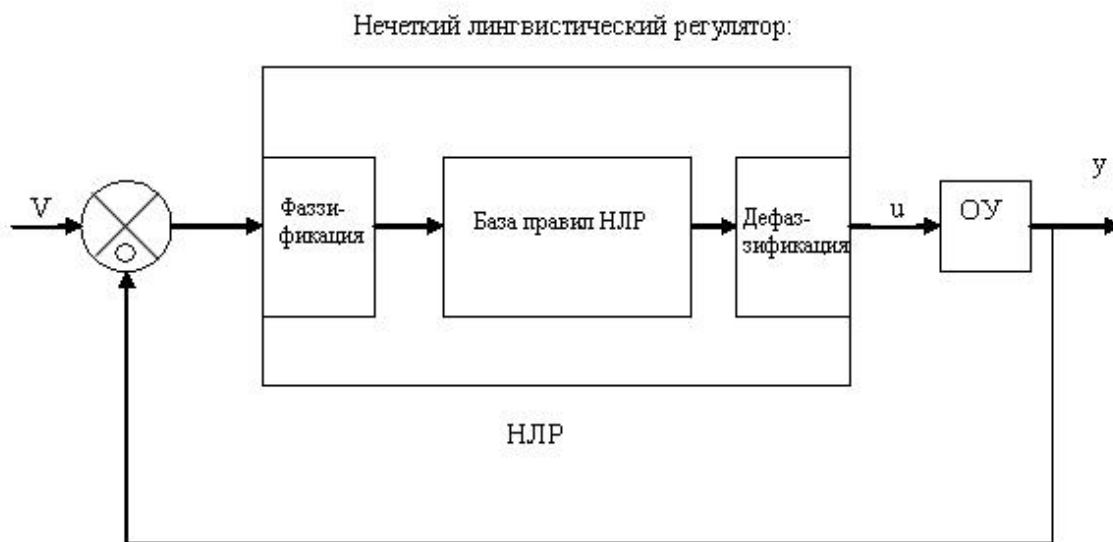 Нечеткий лингвистический регулятор:
V
Фаззи-
фикация
База правил НЛР
Дефаз-
зификация
u
ОУ
y
НЛР